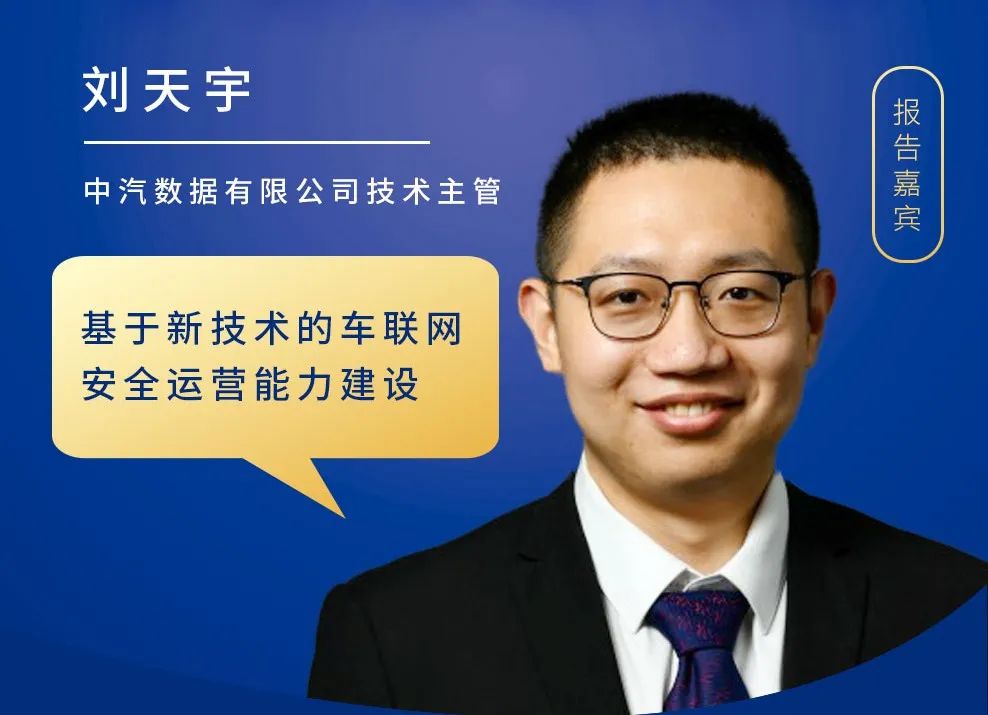 刘天宇
中汽数据有限公司技术主管
基于新技术的车联网
安全运营能力建设
报告嘉宾